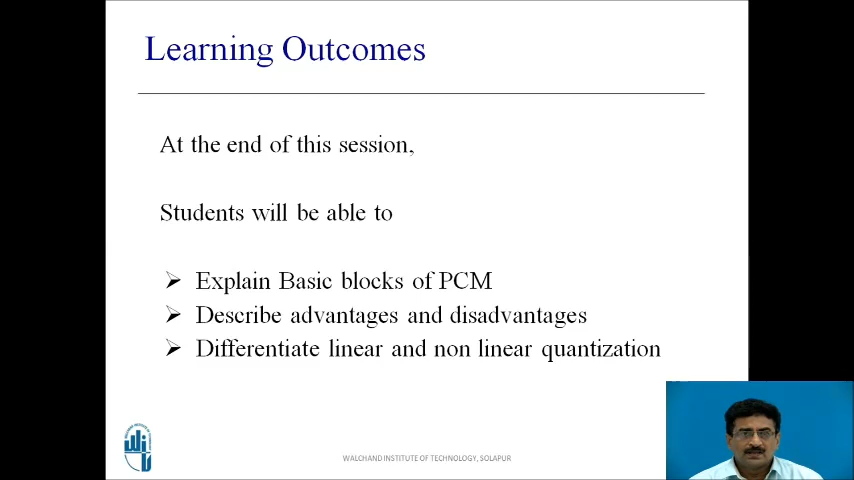 Learning Outcomes
At the end of this session,
Students will be able to
Explain Basic blocks of PCM
Describe advantages and disadvantages
Differentiate linear and non linear quantization
WALCHAND INSTITUTE OF TECHNOLOGY, SOLAPUR